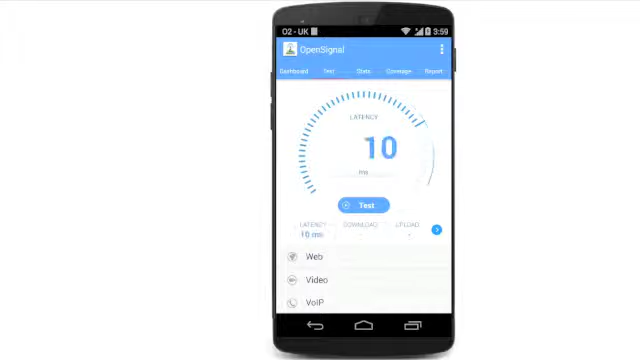 O2 - UK 3:59
OpenSignal
Dashboard Test Stats Coverage Report
LATENCY
10
ms
Test
LATENCY DOWNLOAD UPLOAD
10 ms - -
Web
Video
VoIP